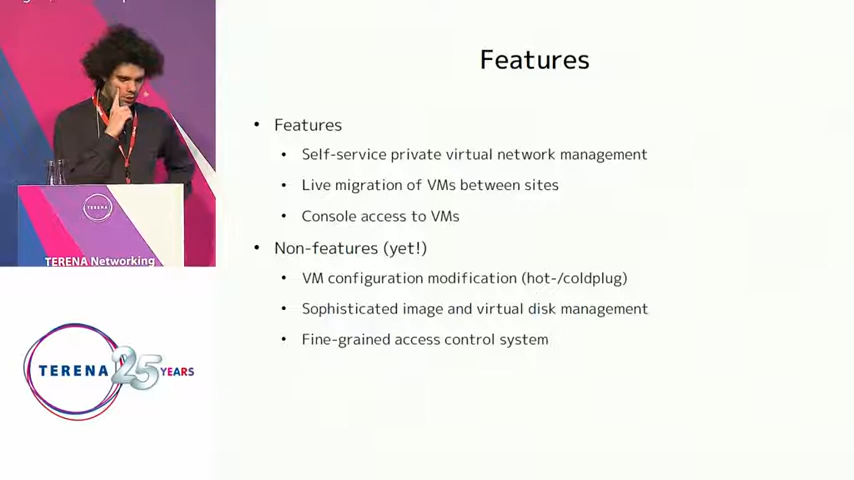 TERENA
TERENA Networking
TERENA 25 YEARS
Features
• Features
• Self-service private virtual network management
• Live migration of VMs between sites
• Console access to VMs
• Non-features (yet!)
• VM configuration modification (hot-/coldplug)
• Sophisticated image and virtual disk management
• Fine-grained access control system